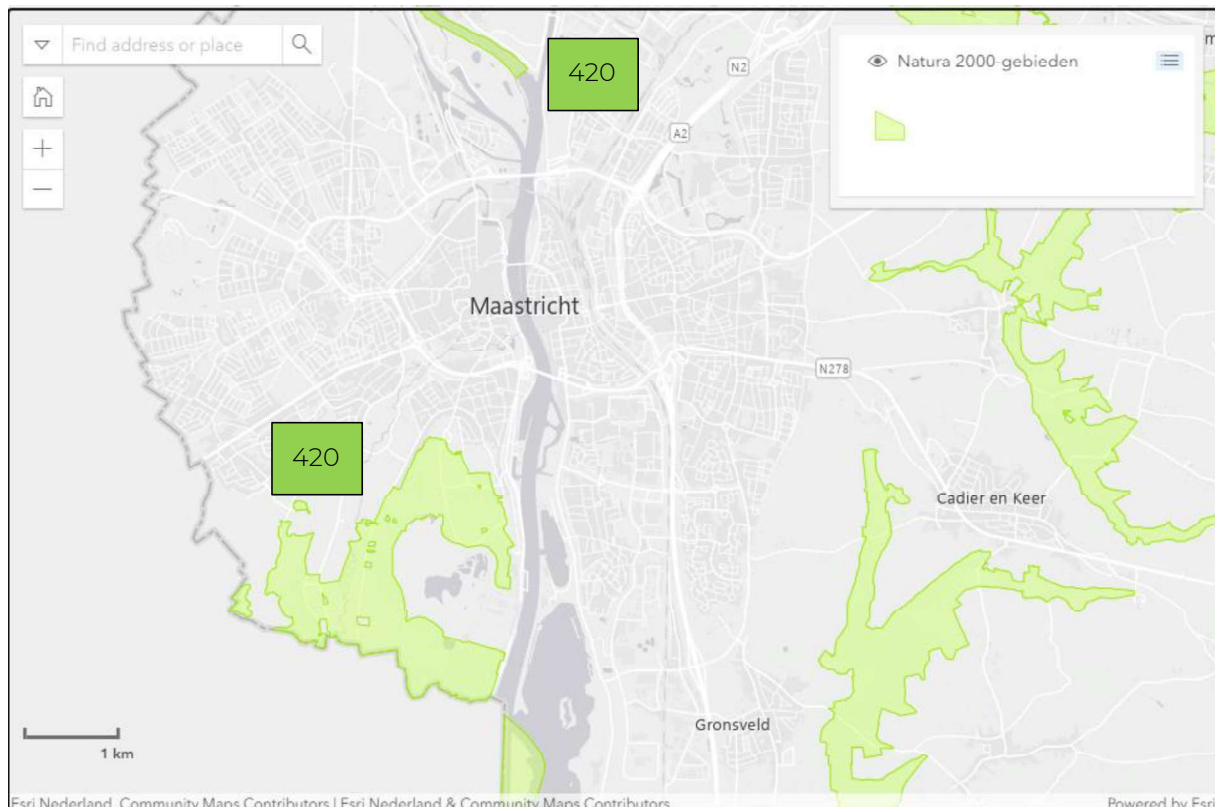 Find address or place
420
N2
Natura 2000-gebieden
A2
Maastricht
N278
420
Cadier en Keer
Gronsveld
1 km
Esri Nederland, Community Maps Contributors | Esri Nederland & Community Maps Contributors
Powered by Esri